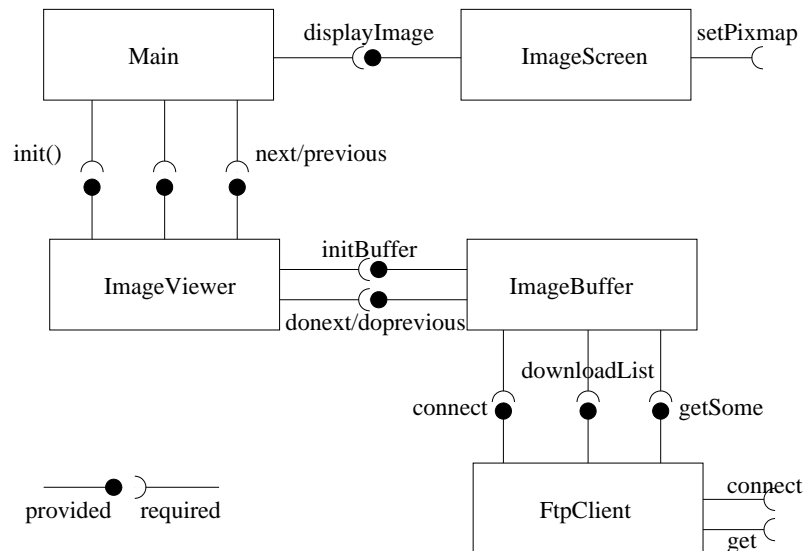 displayImage
setPixmap
Main
ImageScreen
init()
next/previous
initBuffer
ImageViewer
ImageBuffer
donext/doprevious
downloadList
connect
getSome
connect
provided
required
FtpClient
get